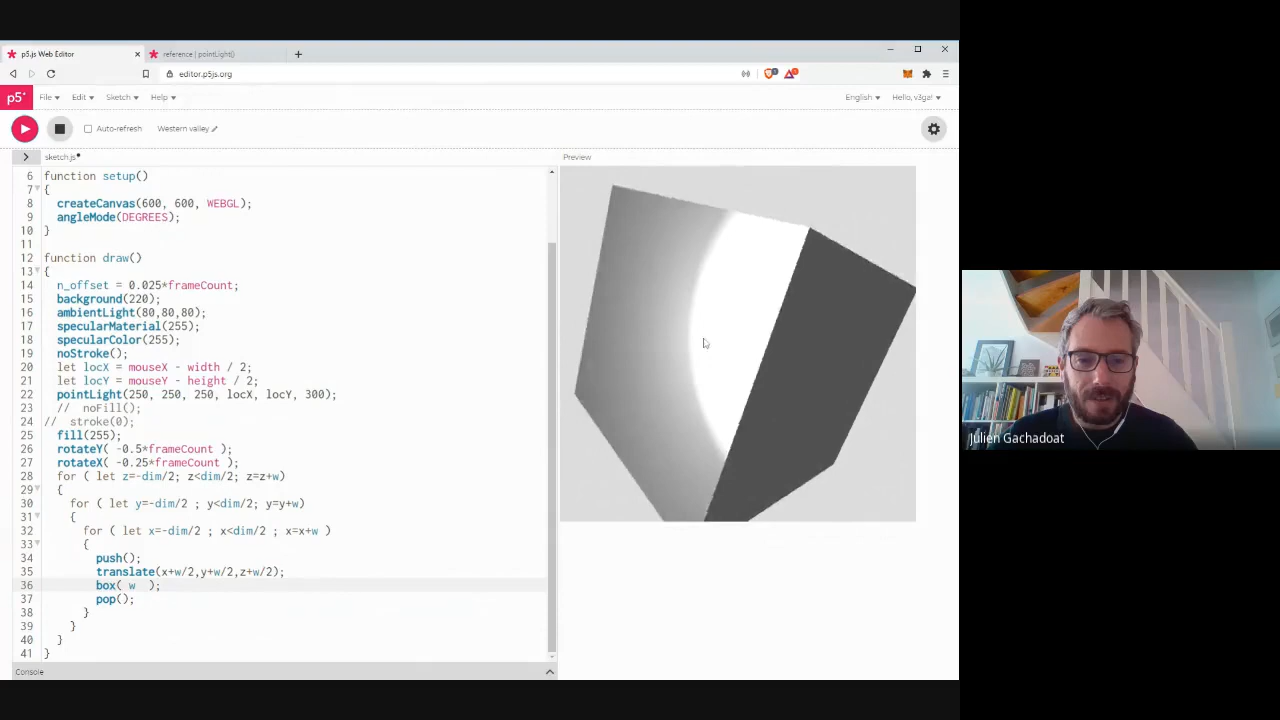 p5.js Web Editor
reference | pointLight()
editor.p5js.org
p5*
File
Edit
Sketch
Help
English
Hello, v3ga!
Auto-refresh
Western valley
sketch.js
Preview
6 function setup()
7 {
8 createCanvas(600, 600, WEBGL);
9 angleMode(DEGREES);
10 }
11
12 function draw()
13 {
14 n_offset = 0.025*frameCount;
15 background(220);
16 ambientLight(80,80,80);
17 specularMaterial(255);
18 specularColor(255);
19 noStroke();
20 let locX = mouseX - width / 2;
21 let locY = mouseY - height / 2;
22 pointLight(250, 250, 250, locX, locY, 300);
23 // noFill();
24 // stroke(0);
25 fill(255);
26 rotateY( -0.5*frameCount );
27 rotateX( -0.25*frameCount );
28 for ( let z=-dim/2; z<dim/2; z=z+w)
29 {
30 for ( let y=-dim/2 ; y<dim/2; y=y+w)
31 {
32 for ( let x=-dim/2 ; x<dim/2 ; x=x+w )
33 {
34 push();
35 translate(x+w/2,y+w/2,z+w/2);
36 box( w );
37 pop();
38 }
39 }
40 }
41 }
Console
Julien Gachadoat